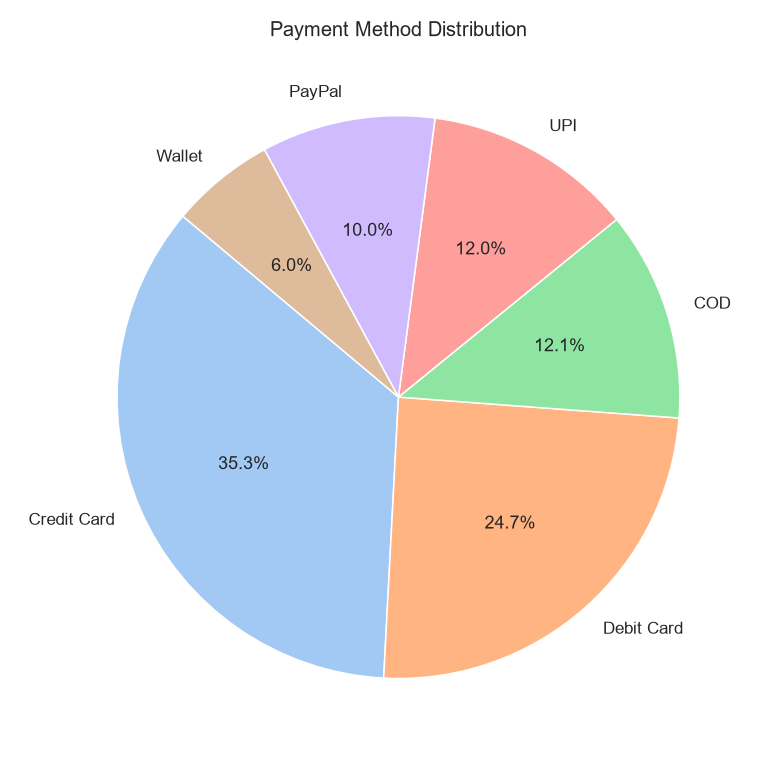 Payment Method Distribution
PayPal
UPI
Wallet
10.0%
12.0%
6.0%
COD
12.1%
35.3%
Credit Card
24.7%
Debit Card